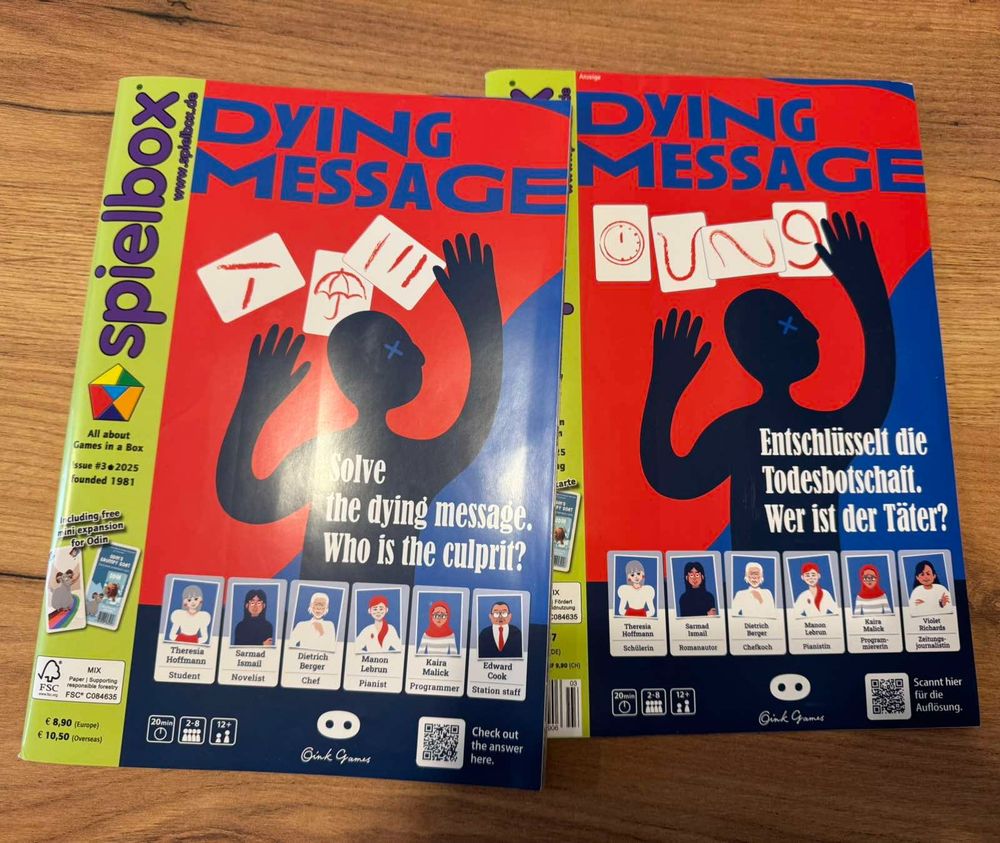 spielbox®
www.spielbox.de
All about
Games in a Box
Issue #3 2025
founded 1981
Including free
mini expansion
for Odin
MIX
Paper | Supporting
responsible forestry
FSC® C084635
FSC
€ 8,90 (Europe)
€ 10,50 (Overseas)
DYING
MESSAGE
Solve
the dying message.
Who is the culprit?
Theresa
Hoffmann
Student
Sarmad
Ismail
Novelist
Dietrich
Berger
Chef
Manon
Lebrun
Pianist
Kaira
Malick
Programmer
Edward
Cook
Station staff
20min
2-8
12+
Oink Games
Check out
the answer
here.
Anzeige
DYING
MESSAGE
Entschlüsselt die
Todesbotschaft.
Wer ist der Täter?
Theresa
Hoffmann
Schülerin
Sarmad
Ismail
Romanautor
Dietrich
Berger
Chefkoch
Manon
Lebrun
Pianistin
Kaira
Malick
Program-
miererin
Violet
Richards
Zeitungs-
journalistin
20min
2-8
12+
Oink Games
Scannt hier
für die
Auflösung.
C084635
03